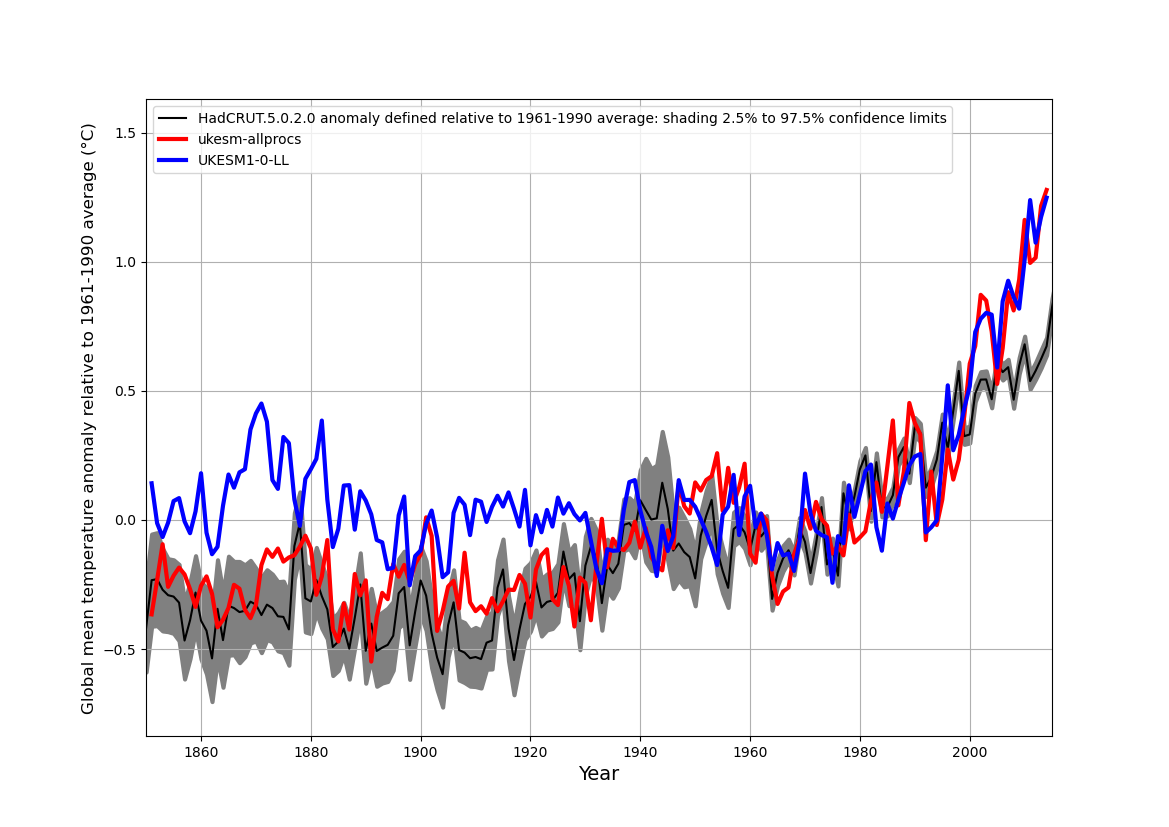 HadCRUT.5.0.2.0 anomaly defined relative to 1961-1990 average: shading 2.5% to 97.5% confidence limits
ukesm-allprocs
UKESM1-0-LL
Global mean temperature anomaly relative to 1961-1990 average (°C)
1.5
1.0
0.5
0.0
−0.5
1860
1880
1900
1920
1940
1960
1980
2000
Year